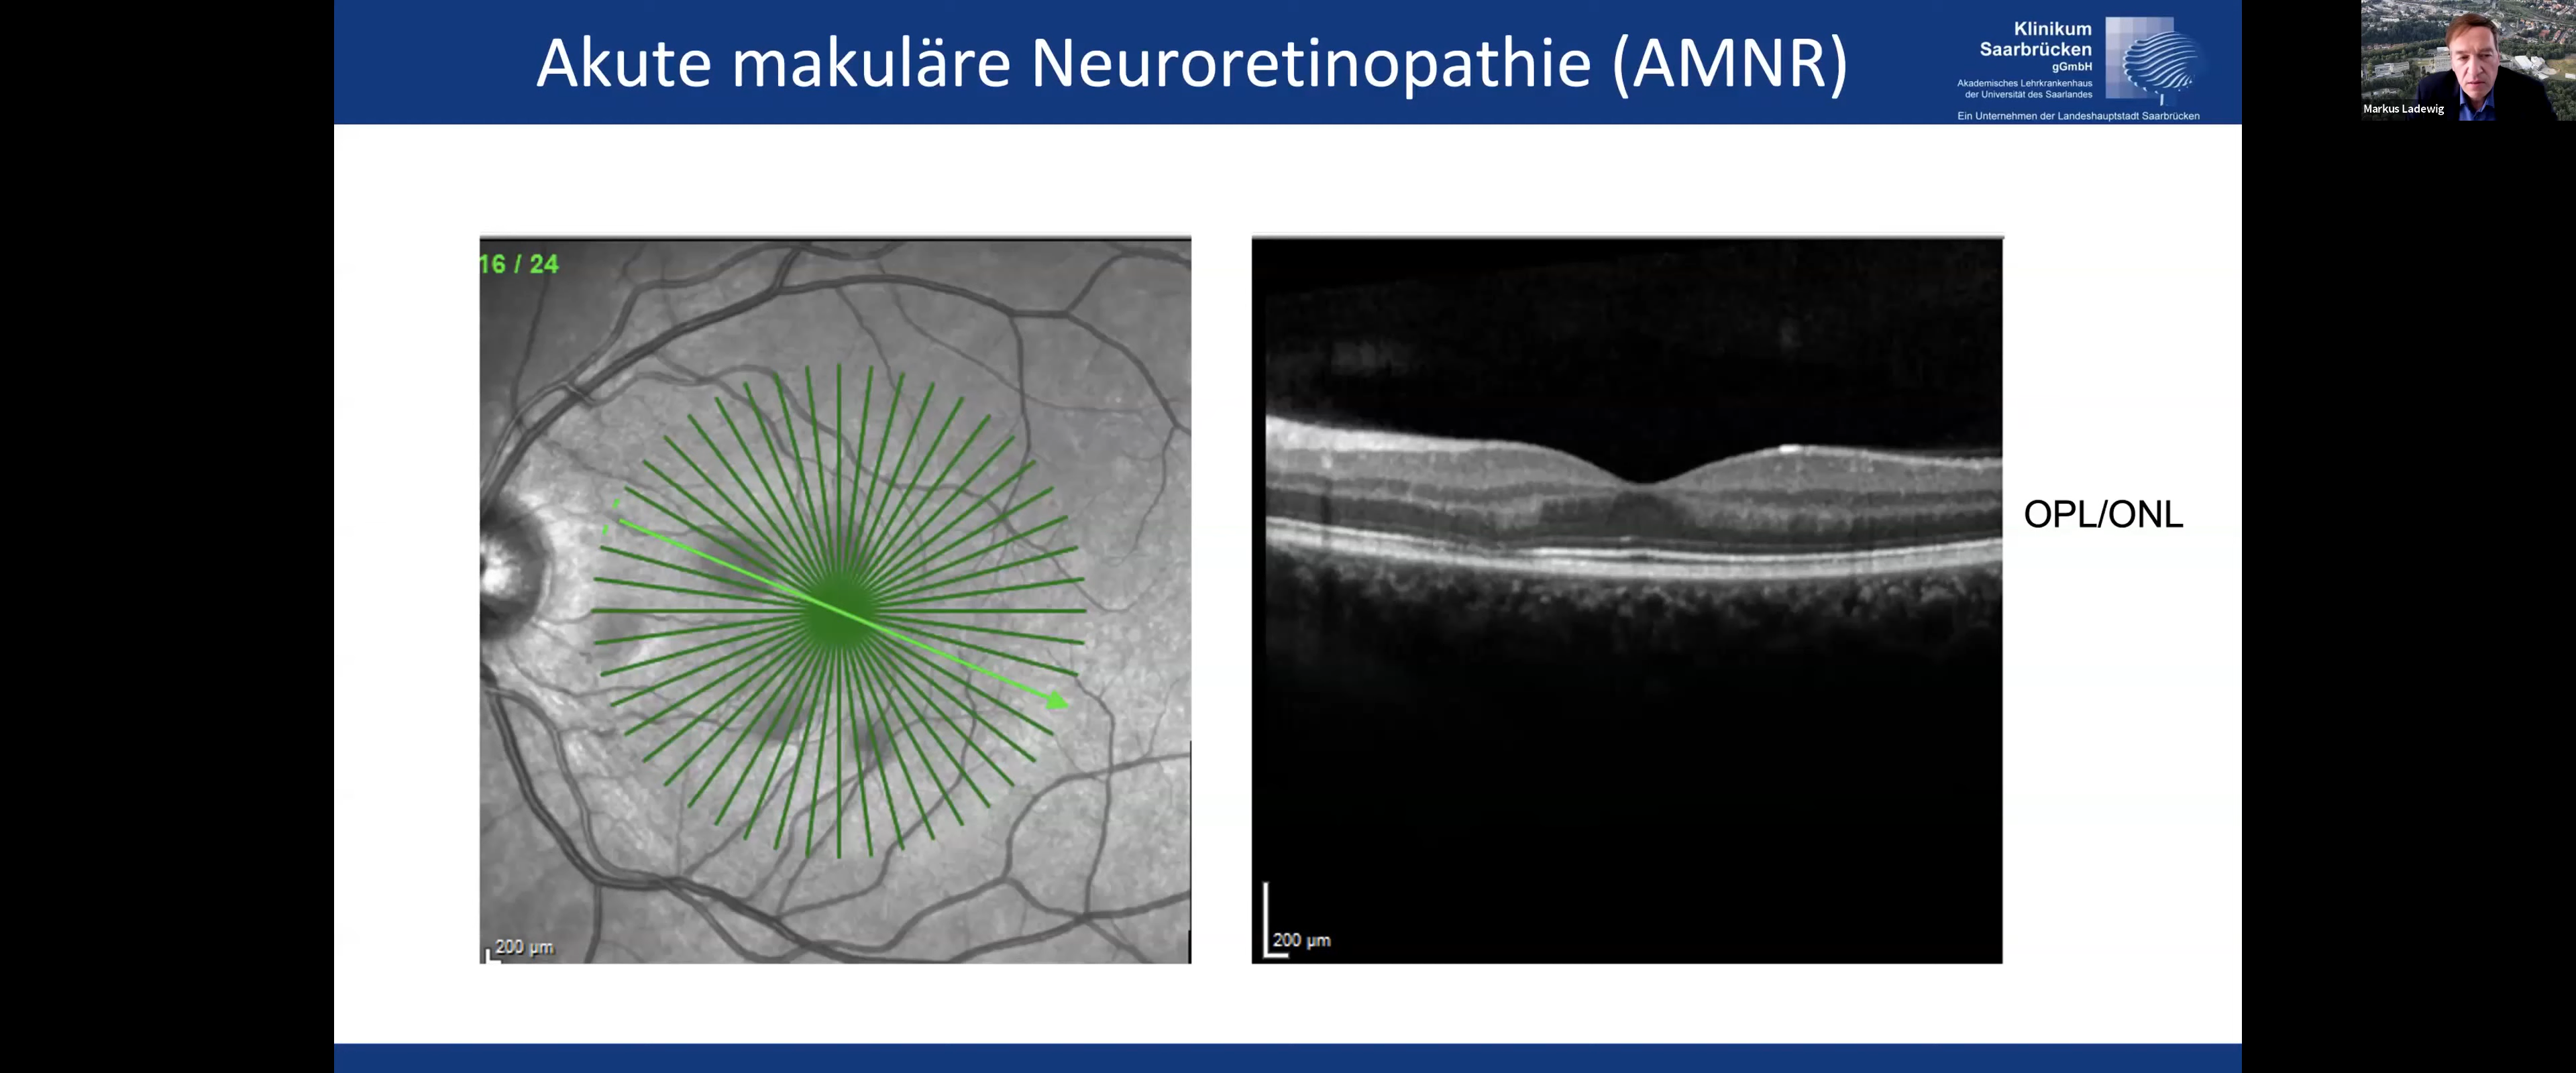 Akute makuläre Neuroretinopathie (AMNR)
Klinikum
Saarbrücken
gGmbH
Akademisches Lehrkrankenhaus
der Universität des Saarlandes
Ein Unternehmen der Landeshauptstadt Saarbrücken
Markus Ladewig
16 / 24
OPL/ONL
200 µm
200 µm